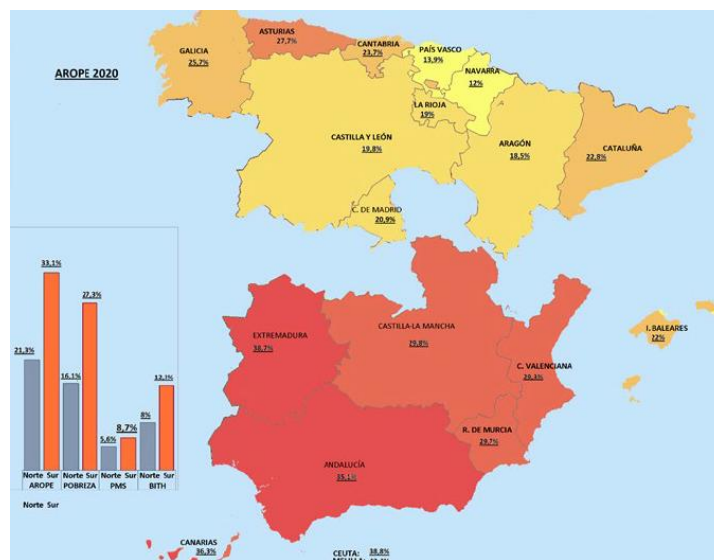 AROPE 2020
GALICIA
25,7%
ASTURIAS
27,7%
CANTABRIA
23,7%
PAÍS VASCO
13,9%
NAVARRA
12%
LA RIOJA
19%
CASTILLA Y LEÓN
19,8%
ARAGÓN
18,5%
CATALUÑA
22,8%
C. DE MADRID
20,9%
EXTREMADURA
38,7%
CASTILLA-LA MANCHA
29,8%
C. VALENCIANA
I. BALEARES
22%
R. DE MURCIA
29,7%
ANDALUCÍA
35,1%
CANARIAS
36,3%
CEUTA: 38,8%
21,3%
33,1%
16,1%
27,3%
5,6%
8,7%
8%
Norte Sur Norte Sur Norte Sur Norte Sur
AROPE POBREZA PMS BITH
Norte Sur